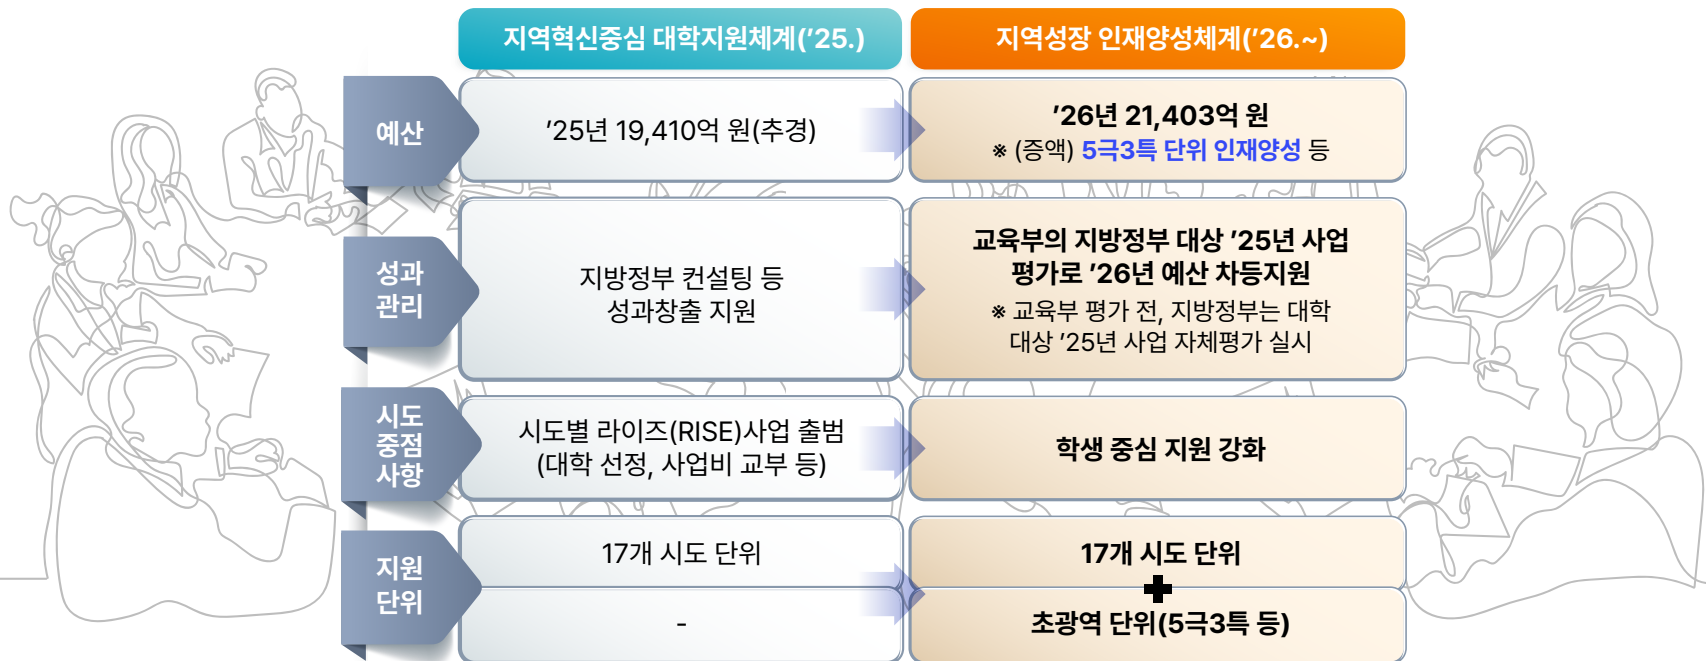 지역혁신중심 대학지원체계(’25.)
지역성장 인재양성체계(’26.~)
예산
’25년 19,410억 원(추경)
’26년 21,403억 원
※ (증액) 5극3특 단위 인재양성 등
성과
관리
지방정부 컨설팅 등
성과창출 지원
교육부의 지방정부 대상 ’25년 사업
평가로 ’26년 예산 차등지원
※ 교육부 평가 전, 지방정부는 대학
대상 ’25년 사업 자체평가 실시
시도
중점
사항
시도별 라이즈(RISE)사업 출범
(대학 선정, 사업비 교부 등)
학생 중심 지원 강화
지원
단위
17개 시도 단위
-
17개 시도 단위
+
초광역 단위(5극3특 등)